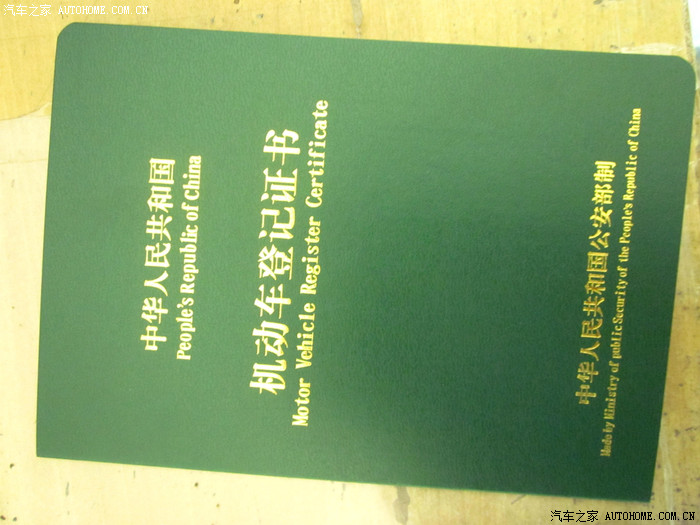 汽车之家 AUTOHOME.COM.CN
中华人民共和国
People's Republic of China
机动车登记证书
Motor Vehicle Register Certificate
中华人民共和国公安部制
Made by Ministry of public Security of the People's Republic of China
汽车之家 AUTOHOME.COM.CN